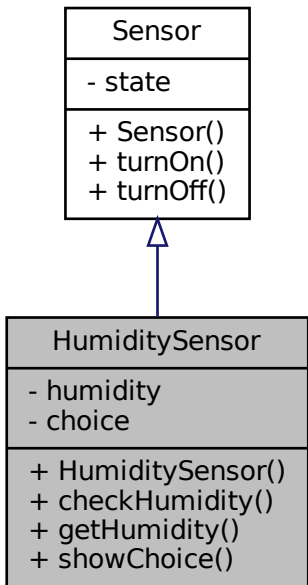 Sensor
- state
+ Sensor()
+ turnOn()
+ turnOff()
HumiditySensor
- humidity
- choice
+ HumiditySensor()
+ checkHumidity()
+ getHumidity()
+ showChoice()